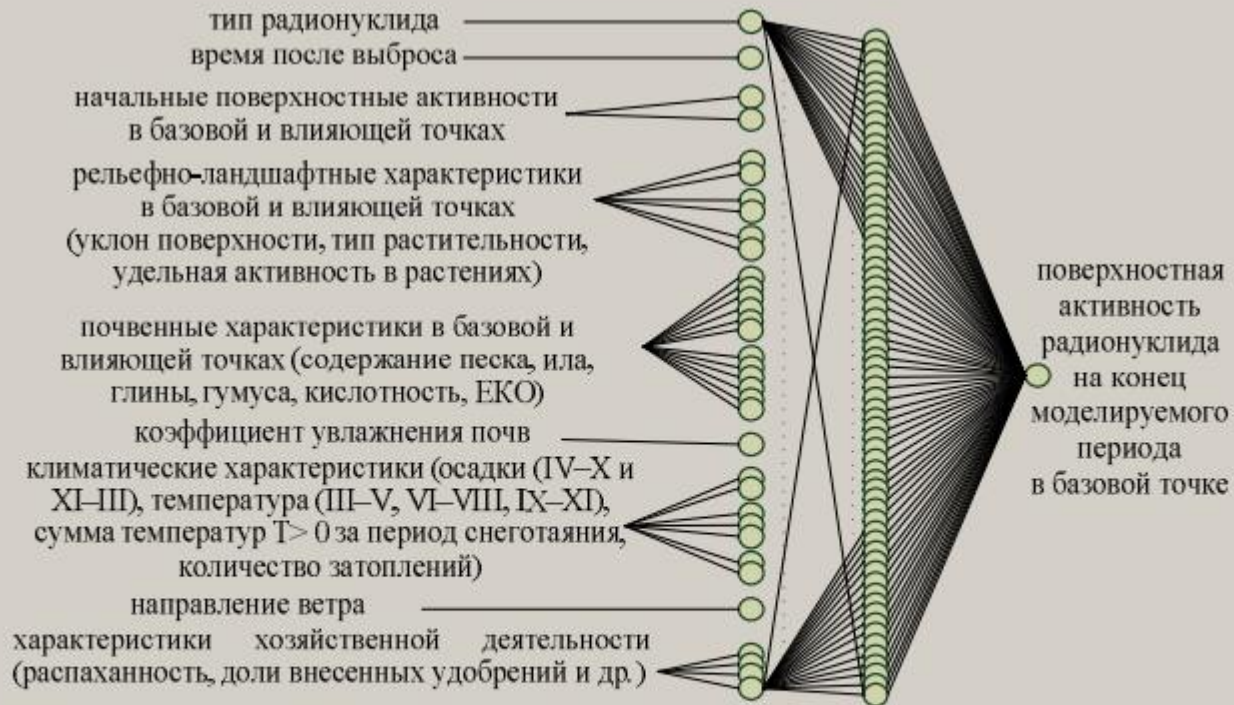 тип радионуклида
время после выброса
начальные поверхностные активности
в базовой и влияющей точках
рельефно-ландшафтные характеристики
в базовой и влияющей точках
(уклон поверхности, тип растительности,
удельная активность в растениях)
почвенные характеристики в базовой и
влияющей точках (содержание песка, ила,
глины, гумуса, кислотность, ЕКО)
коэффициент увлажнения почв
климатические характеристики (осадки (IV–X и
XI–III), температура (III–V, VI–VIII, IX–XI),
сумма температур T> 0 за период снеготаяния,
количество затоплений)
направление ветра
характеристики хозяйственной деятельности
(распаханность, доли внесенных удобрений и др.)
поверхностная
активность
радионуклида
на конец
моделируемого
периода
в базовой точке